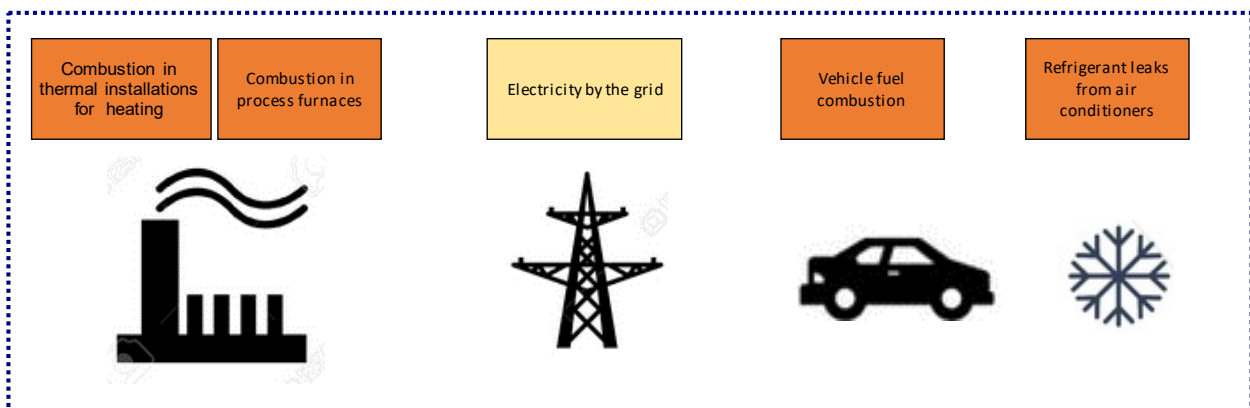 Combustion in
thermal installations
for heating
Combustion in
process furnaces
Electricity by the grid
Vehicle fuel
combustion
Refrigerant leaks
from air
conditioners